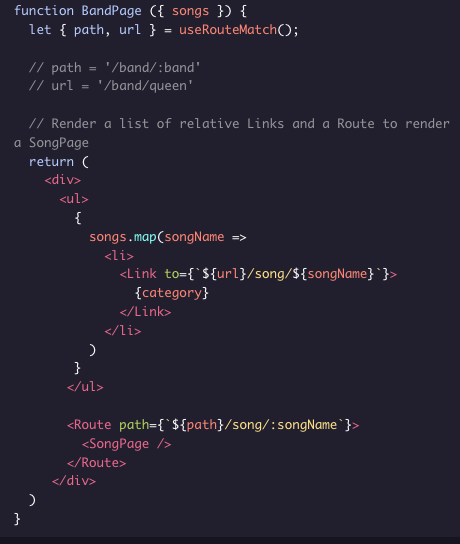 function BandPage ({ songs }) {
  let { path, url } = useRouteMatch();

  // path = '/band/:band'
  // url = '/band/queen'

  // Render a list of relative Links and a Route to render
a SongPage
  return (
    <div>
      <ul>
        {
          songs.map(songName =>
            <li>
              <Link to={`${url}/song/${songName}`}>
                {category}
              </Link>
            </li>
          )
        }
       </ul>

       <Route path={`${path}/song/:songName`}>
         <SongPage />
       </Route>
     </div>
  )
}